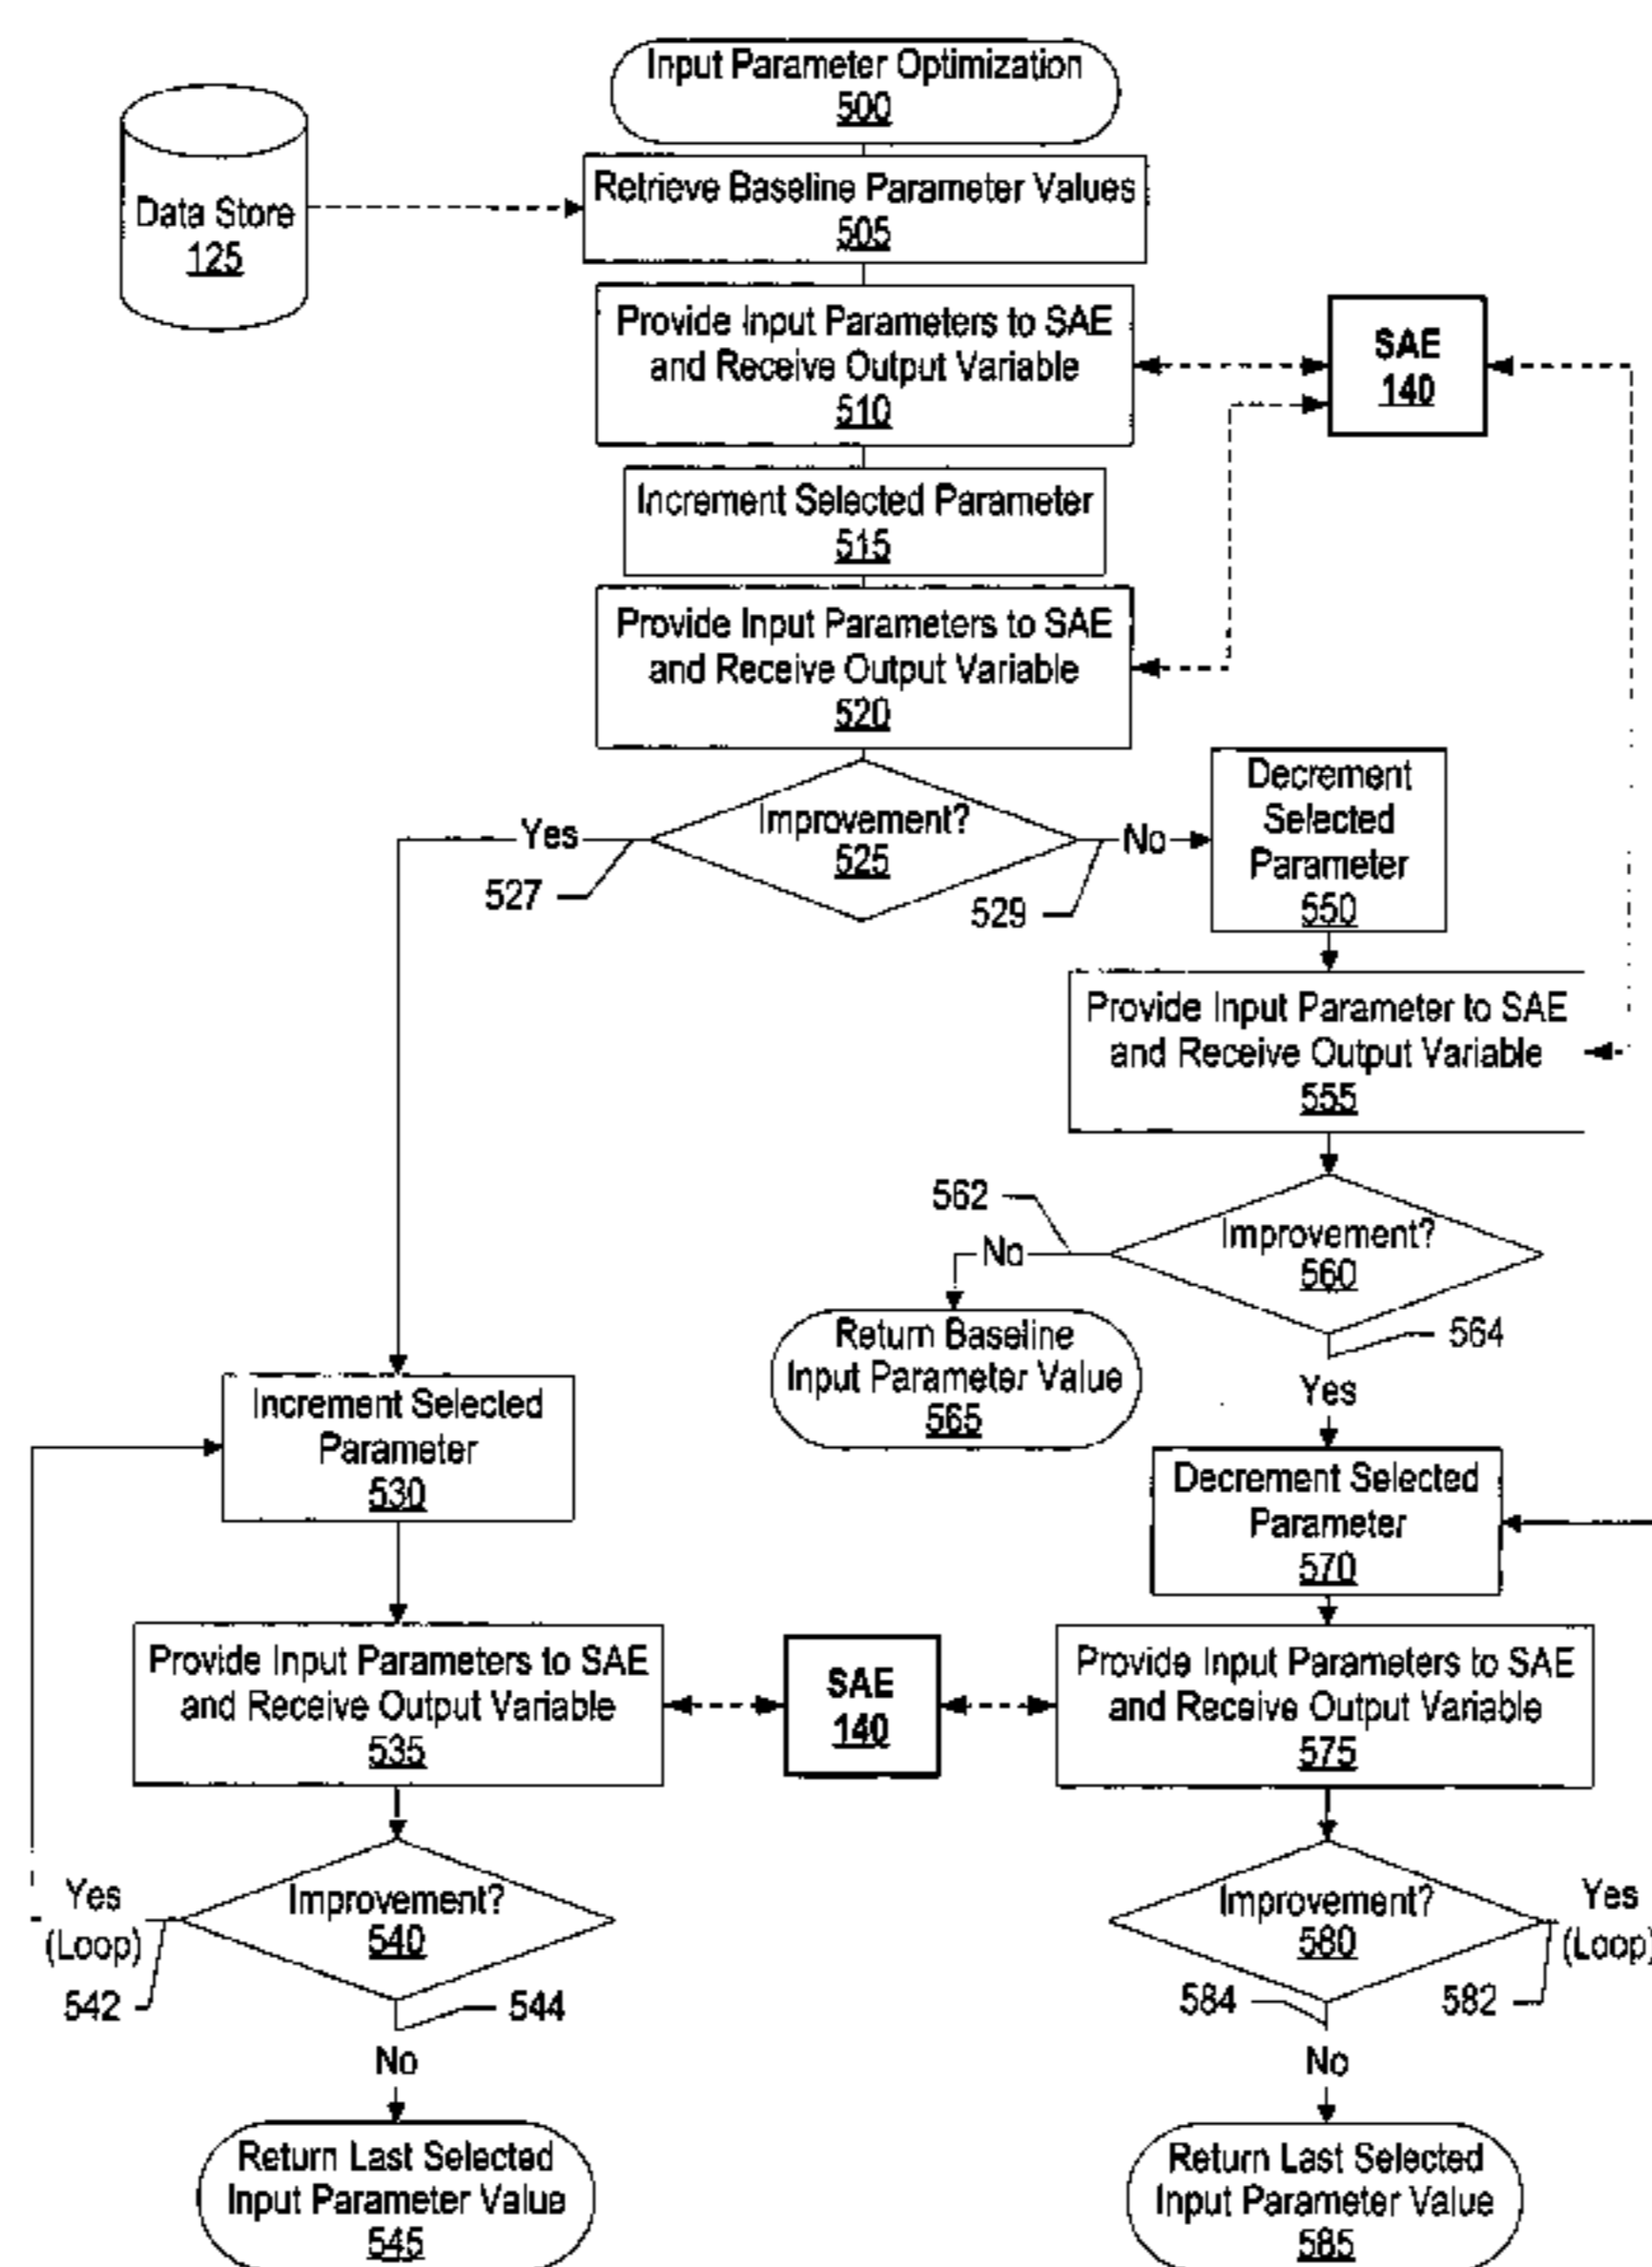 Input Parameter Optimization
500
Data Store
125
Retrieve Baseline Parameter Values
505
Provide Input Parameters to SAE
and Receive Output Variable
510
SAE
140
Increment Selected Parameter
515
Provide Input Parameters to SAE
and Receive Output Variable
520
Improvement?
525
Yes
527
No
529
Decrement
Selected
Parameter
550
Provide Input Parameter to SAE
and Receive Output Variable
555
Improvement?
560
562
No
564
Yes
Return Baseline
Input Parameter Value
565
Increment Selected
Parameter
530
Decrement Selected
Parameter
570
Provide Input Parameters to SAE
and Receive Output Variable
535
SAE
140
Provide Input Parameters to SAE
and Receive Output Variable
575
Improvement?
540
Yes
(Loop)
542
544
No
Improvement?
580
Yes
(Loop)
582
584
No
Return Last Selected
Input Parameter Value
545
Return Last Selected
Input Parameter Value
585